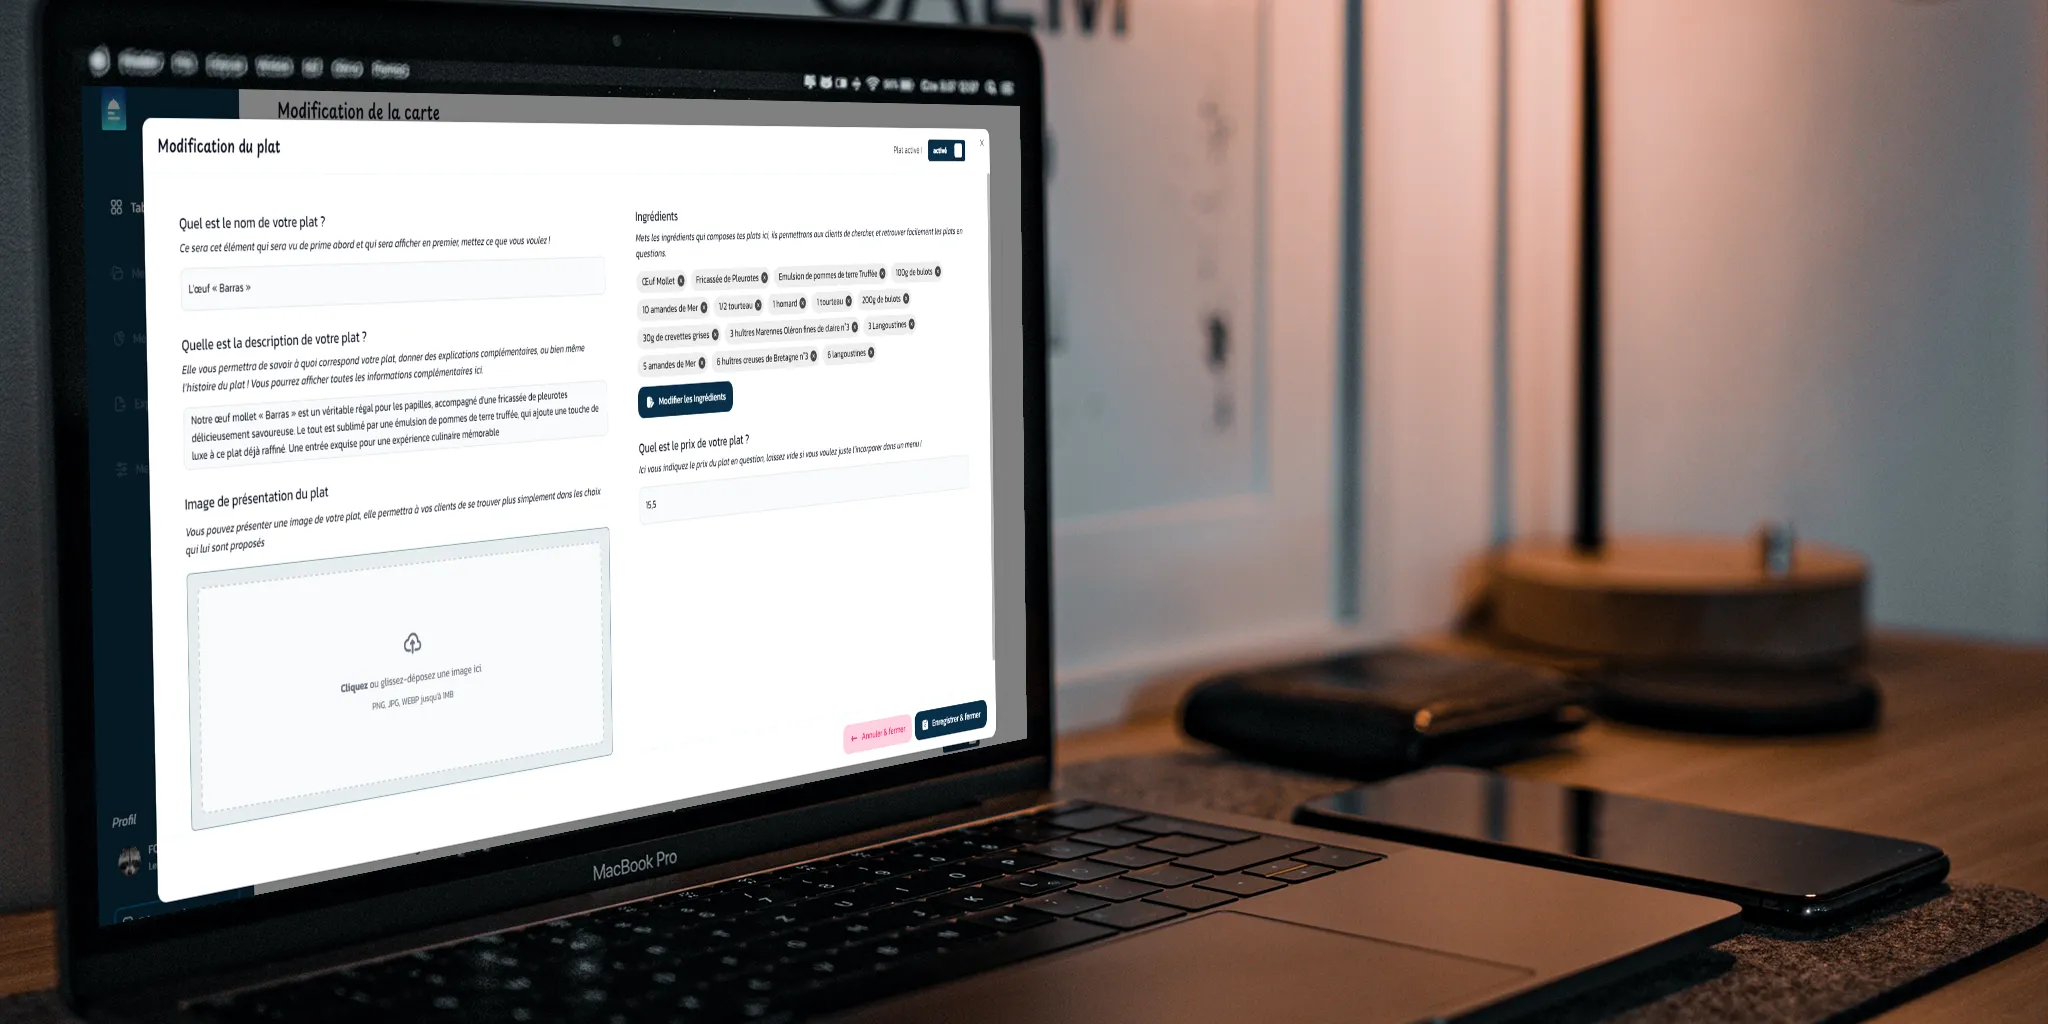 Modification de la carte
Modification du plat
Plat activé !
activé
x
Quel est le nom de votre plat ?
Ce sera cet élément qui sera vu de prime abord et qui sera afficher en premier, mettez ce que vous voulez !
L'œuf « Barras »
Quelle est la description de votre plat ?
Elle vous permettra de savoir à quoi correspond votre plat, donner des explications complémentaires, ou bien même
l'histoire du plat ! Vous pourrez afficher toutes les informations complémentaires ici.
Notre œuf mollet « Barras » est un véritable régal pour les papilles, accompagné d'une fricassée de pleurotes
délicieusement savoureuse. Le tout est sublimé par une émulsion de pommes de terre truffée, qui ajoute une touche de
luxe à ce plat déjà raffiné. Une entrée exquise pour une expérience culinaire mémorable
Image de présentation du plat
Vous pouvez présenter une image de votre plat, elle permettra à vos clients de se trouver plus simplement dans les choix
qui lui sont proposés
Cliquez ou glissez-déposez une image ici
PNG, JPG, WEBP jusqu'à 1MB
Ingrédients
Mets les ingrédients qui composes tes plats ici, ils permettrons aux clients de chercher, et retrouver facilement les plats en
questions.
Œuf Mollet Fricassée de Pleurotes Emulsion de pommes de terre Truffée 100g de bulots
10 amandes de Mer 1/2 tourteau 1 homard 1 tourteau 200g de bulots
30g de crevettes grises 3 huîtres Marennes Oléron fines de claire n°3 3 Langoustines
5 amandes de Mer 6 huîtres creuses de Bretagne n°3 6 langoustines
Modifier les Ingrédients
Quel est le prix de votre plat ?
Ici vous indiquez le prix du plat en question, laissez vide si vous voulez juste l'incorporer dans un menu !
15,5
Annuler & fermer
Enregistrer & fermer
Profil
MacBook Pro